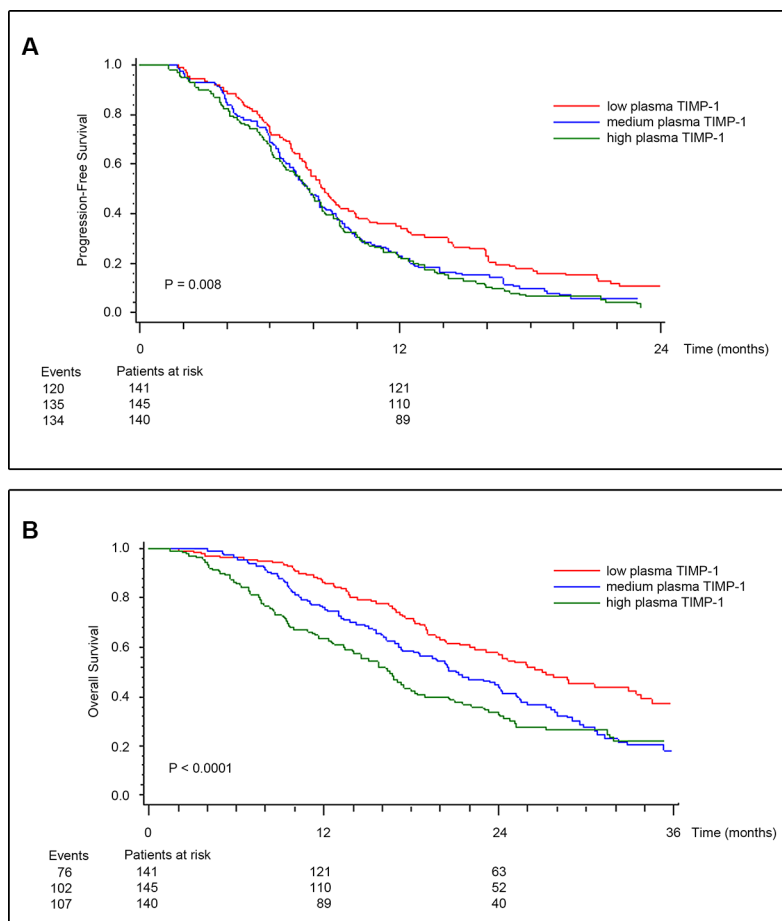 A
1.0
0.8
0.6
0.4
0.2
0.0
Progression-Free Survival
low plasma TIMP-1
medium plasma TIMP-1
high plasma TIMP-1
P = 0.008
0 12 24 Time (months)
Events Patients at risk
120 141 121
135 145 110
134 140 89
B
1.0
0.8
0.6
0.4
0.2
0.0
Overall Survival
low plasma TIMP-1
medium plasma TIMP-1
high plasma TIMP-1
P < 0.0001
0 12 24 36 Time (months)
Events Patients at risk
76 141 121 63
102 145 110 52
107 140 89 40